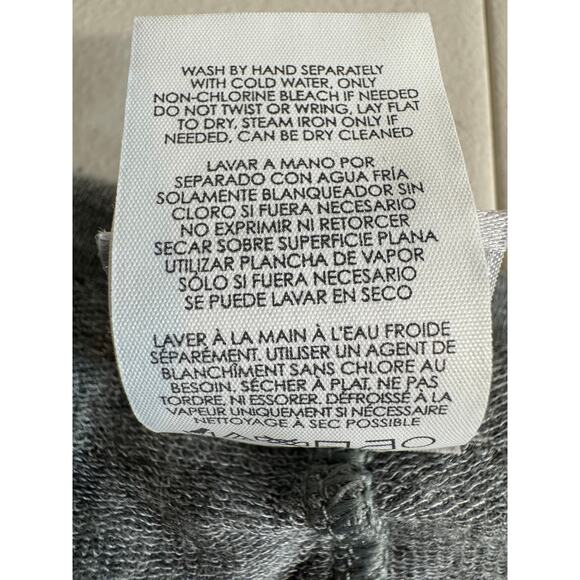 WASH BY HAND SEPARATELY
WITH COLD WATER, ONLY
NON-CHLORINE BLEACH IF NEEDED
DO NOT TWIST OR WRING, LAY FLAT
TO DRY, STEAM IRON ONLY IF
NEEDED, CAN BE DRY CLEANED
LAVAR A MANO POR
SEPARADO CON AGUA FRÍA
SOLAMENTE BLANQUEADOR SIN
CLORO SI FUERA NECESARIO
NO EXPRIMIR NI RETORCER
SECAR SOBRE SUPERFICIE PLANA
UTILIZAR PLANCHA DE VAPOR
SÓLO SI FUERA NECESARIO
SE PUEDE LAVAR EN SECO
LAVER À LA MAIN À L'EAU FROIDE
SÉPARÉMENT. UTILISER UN AGENT DE
BLANCHÎMENT SANS CHLORE AU
BESOIN. SÉCHER À PLAT. NE PAS
TORDRE, NI ESSORER. DÉFROISSÉ À LA
VAPEUR UNIQUEMENT SI NÉCESSAIRE
NETTOYAGE À SEC POSSIBLE